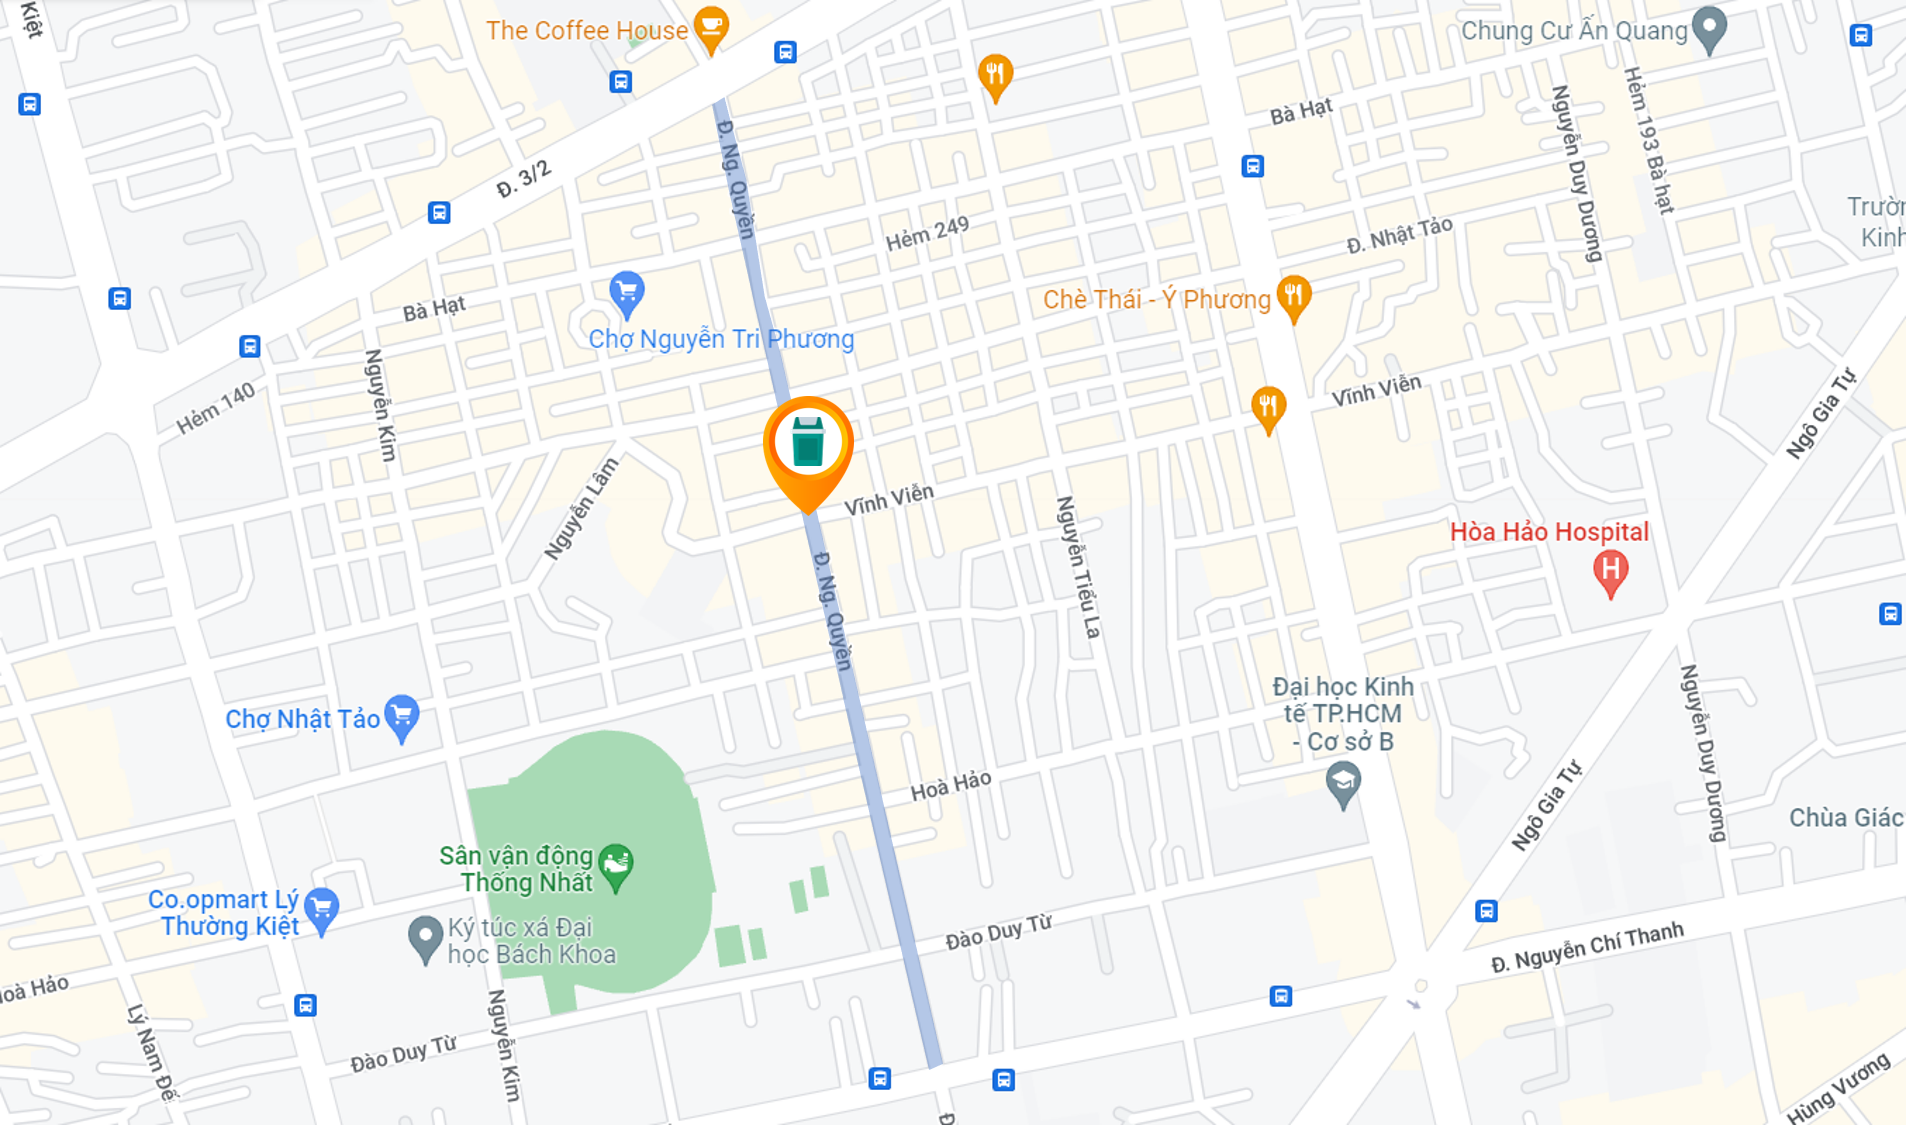 Kiệt
The Coffee House
Chung Cư Ấn Quang
Bà Hạt
Nguyễn Duy Dương
Hẻm 193 Bà hạt
Đ. Ng. Quyền
Đ. 3/2
Hẻm 249
Đ. Nhật Tảo
Trườn
Kinh
Bà Hạt
Chợ Nguyễn Tri Phương
Chè Thái - Ý Phương
Nguyễn Kim
Hẻm 140
Vĩnh Viễn
Ngô Gia Tự
Nguyễn Lâm
Vĩnh Viễn
Nguyễn Tiểu La
Hòa Hảo Hospital
H
Đ. Ng. Quyền
Chợ Nhật Tảo
Đại học Kinh
tế TP.HCM
- Cơ sở B
Nguyễn Duy Dương
Hoà Hảo
Ngô Gia Tự
Chùa Giác
Sân vận động
Thống Nhất
Co.opmart Lý
Thường Kiệt
Ký túc xá Đại
học Bách Khoa
Đào Duy Từ
Đ. Nguyễn Chí Thanh
Hoà Hảo
Lý Nam Đế
Nguyễn Kim
Đào Duy Từ
Hùng Vương
Đ